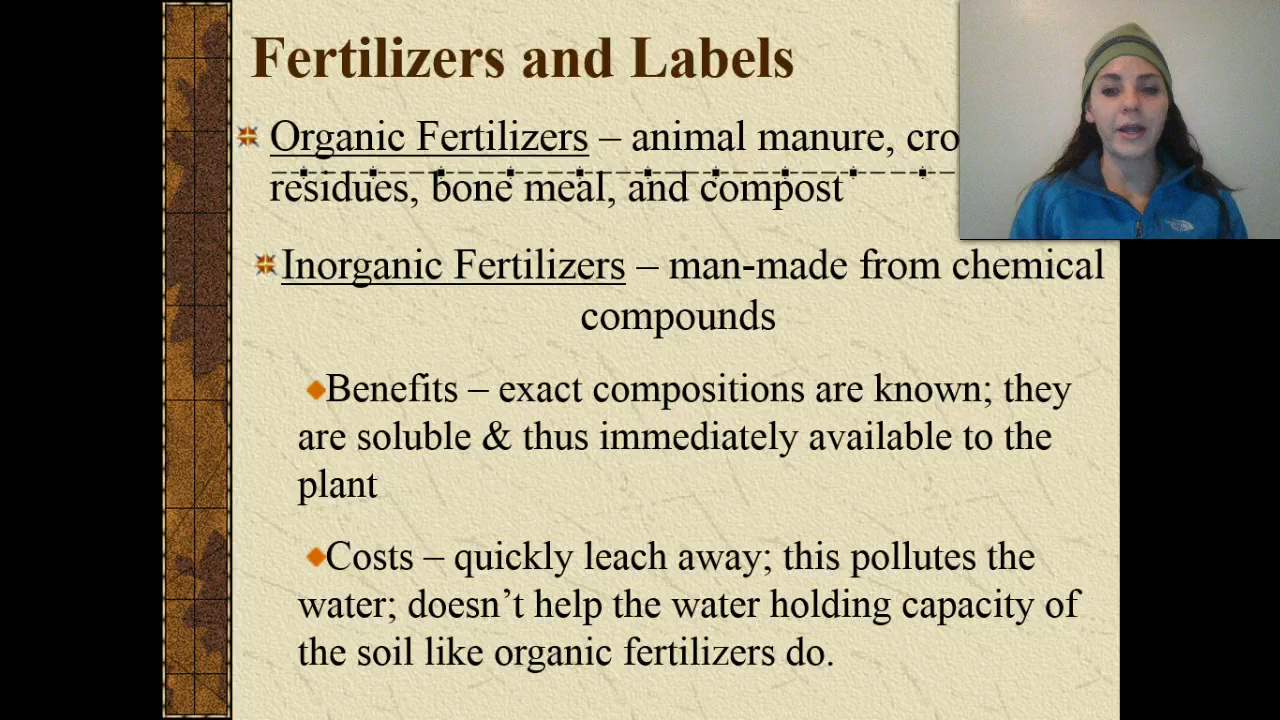 Fertilizers and Labels
Organic Fertilizers – animal manure, cro
residues, bone meal, and compost
Inorganic Fertilizers – man-made from chemical
compounds
Benefits – exact compositions are known; they
are soluble & thus immediately available to the
plant
Costs – quickly leach away; this pollutes the
water; doesn’t help the water holding capacity of
the soil like organic fertilizers do.